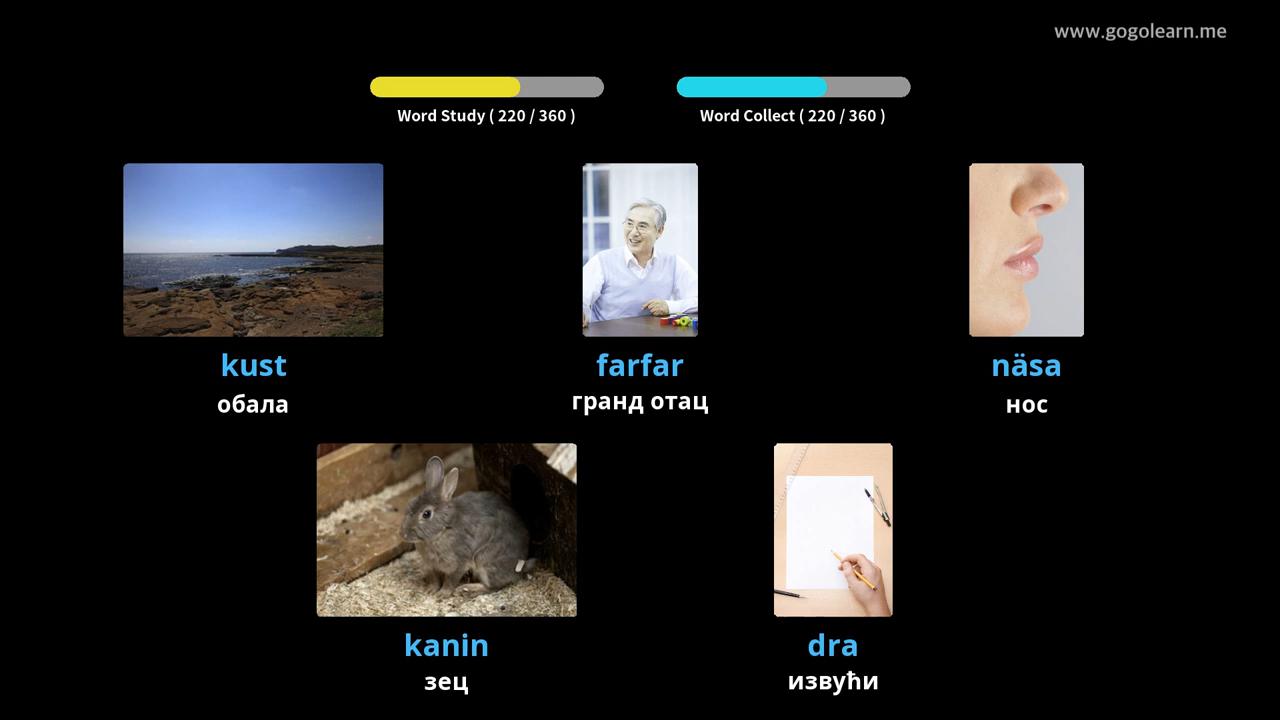 www.gogolearn.me
Word Study ( 220 / 360 )
Word Collect ( 220 / 360 )
kust
обала
farfar
гранд отац
näsa
нос
kanin
зец
dra
извући